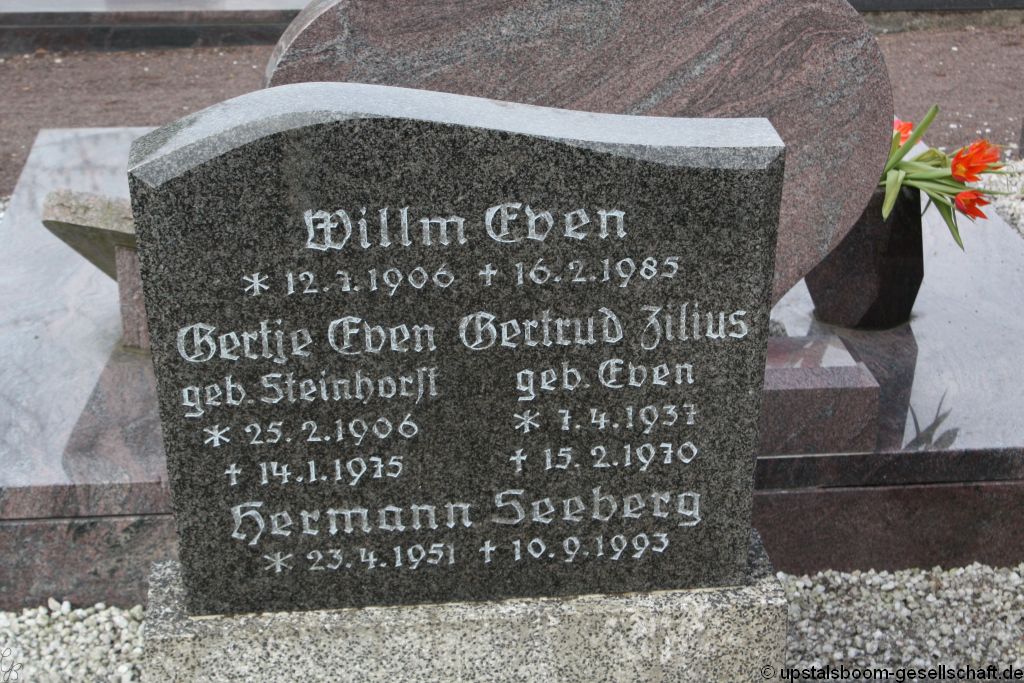 Willm Even
* 12.7.1906 † 16.2.1985
Gertje Even
geb. Steinhorst
* 25.2.1906
† 14.1.1975
Gertrud Zilius
geb. Even
* 7.4.1937
† 15.2.1970
Hermann Seeberg
* 23.4.1951 † 10.9.1993
© upstalsboom-gesellschaft.de